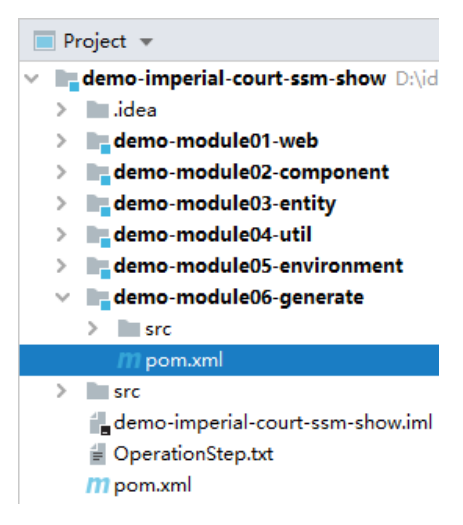 Project
demo-imperial-court-ssm-show D:\id
.idea
demo-module01-web
demo-module02-component
demo-module03-entity
demo-module04-util
demo-module05-environment
demo-module06-generate
src
pom.xml
src
demo-imperial-court-ssm-show.iml
OperationStep.txt
pom.xml